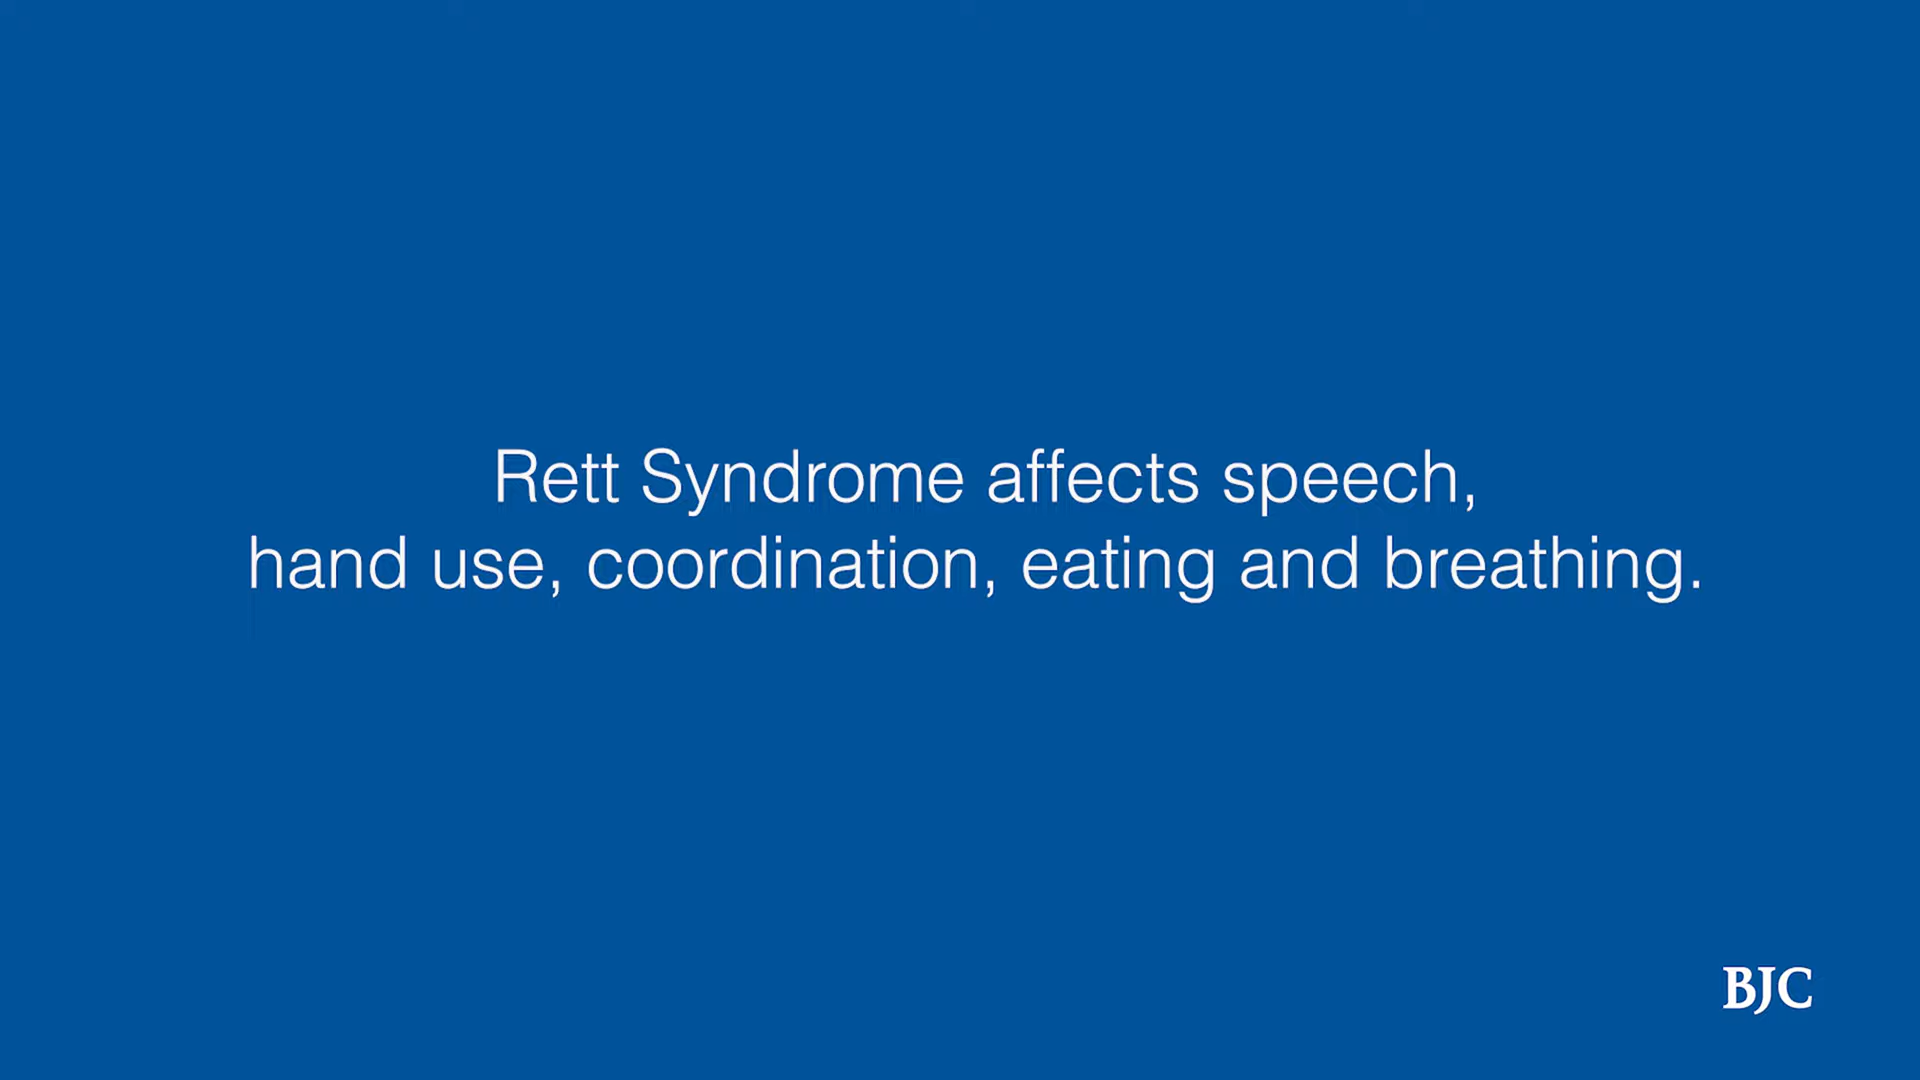 Rett Syndrome affects speech,
hand use, coordination, eating and breathing.
BJC